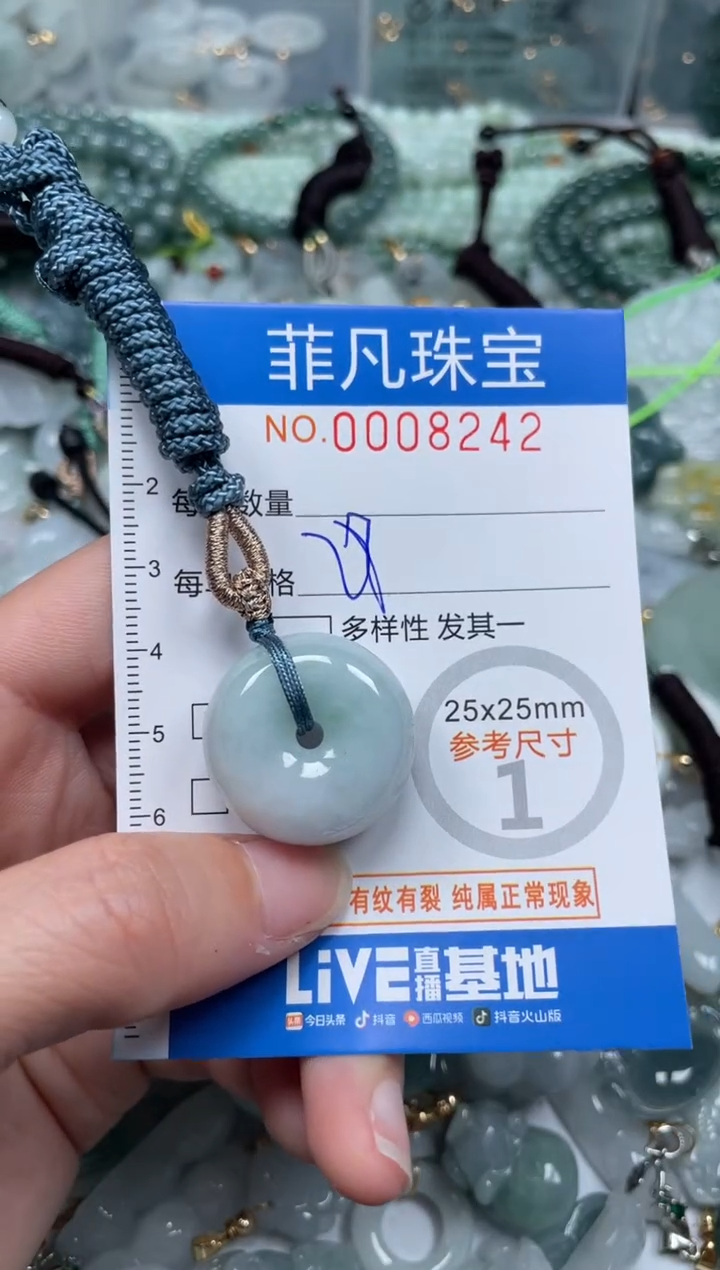 菲凡珠宝
NO.0008242
2
每 数量
3
每 格
4
多样性 发其一
25x25mm
5
参考尺寸
1
6
有纹有裂 纯属正常现象
LiVE直播基地
今日头条 抖音 西瓜视频 抖音火山版